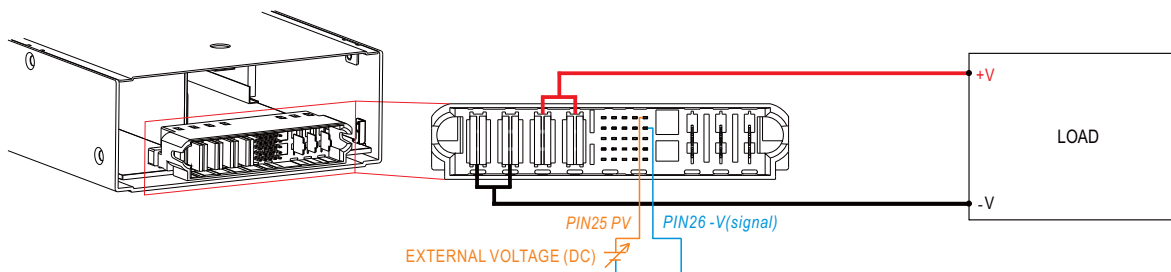 +V
LOAD
-V
PIN25 PV
PIN26 -V(signal)
EXTERNAL VOLTAGE (DC)